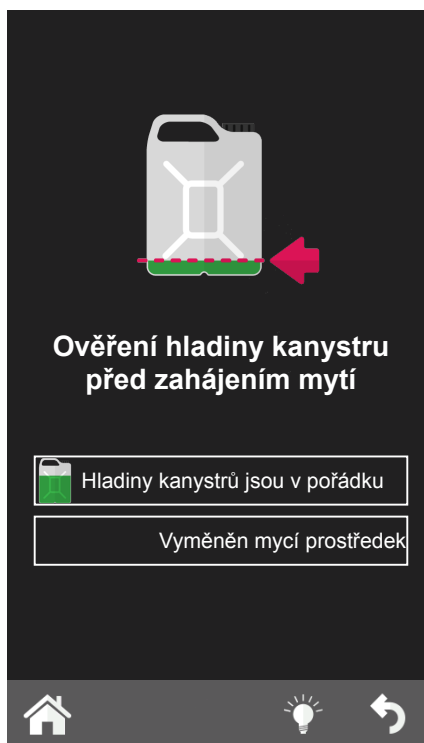 Ověření hladiny kanystru
před zahájením mytí
Hladiny kanystrů jsou v pořádku
Vyměněn mycí prostředek